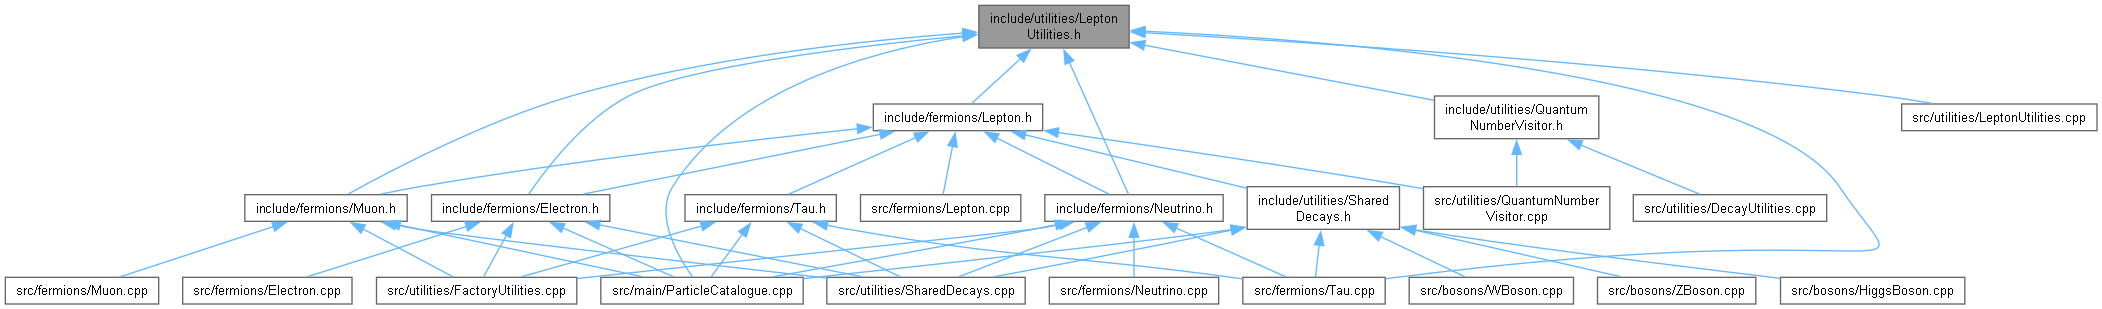 include/utilities/Lepton
Utilities.h
include/fermions/Lepton.h
include/utilities/Quantum
NumberVisitor.h
src/utilities/LeptonUtilities.cpp
include/fermions/Muon.h
include/fermions/Electron.h
include/fermions/Tau.h
src/fermions/Lepton.cpp
include/fermions/Neutrino.h
include/utilities/Shared
Decays.h
src/utilities/QuantumNumber
Visitor.cpp
src/utilities/DecayUtilities.cpp
src/fermions/Muon.cpp
src/fermions/Electron.cpp
src/utilities/FactoryUtilities.cpp
src/main/ParticleCatalogue.cpp
src/utilities/SharedDecays.cpp
src/fermions/Neutrino.cpp
src/fermions/Tau.cpp
src/bosons/WBoson.cpp
src/bosons/ZBoson.cpp
src/bosons/HiggsBoson.cpp